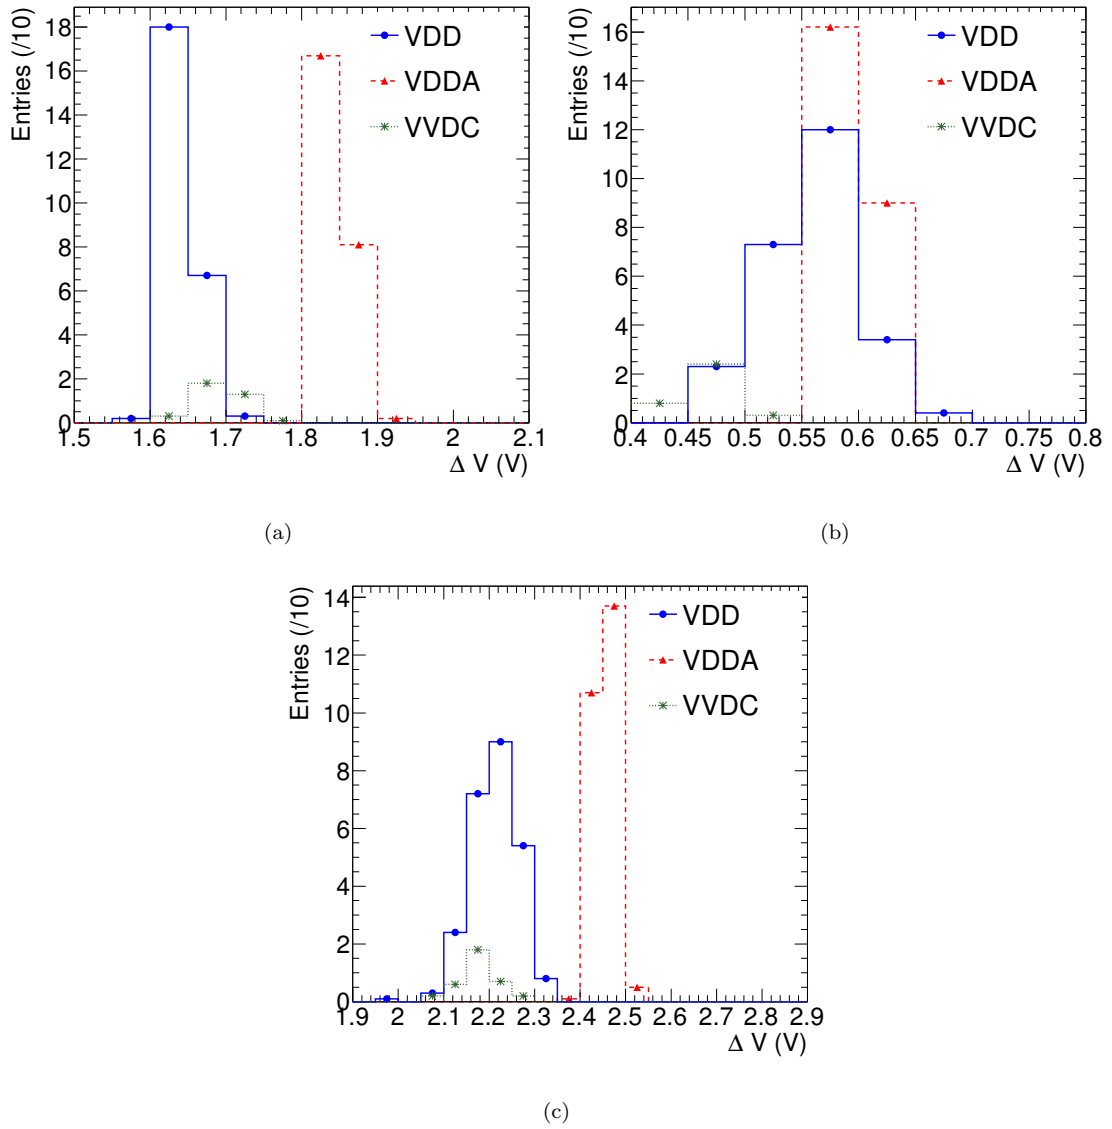 Entries (/10)
18
16
14
12
10
8
6
4
2
0
1.5 1.6 1.7 1.8 1.9 2 2.1
Δ V (V)
VDD
VDDA
VVDC
(a)
Entries (/10)
16
14
12
10
8
6
4
2
0
0.4 0.45 0.5 0.55 0.6 0.65 0.7 0.75 0.8
Δ V (V)
VDD
VDDA
VVDC
(b)
Entries (/10)
14
12
10
8
6
4
2
0
1.9 2 2.1 2.2 2.3 2.4 2.5 2.6 2.7 2.8 2.9
Δ V (V)
VDD
VDDA
VVDC
(c)